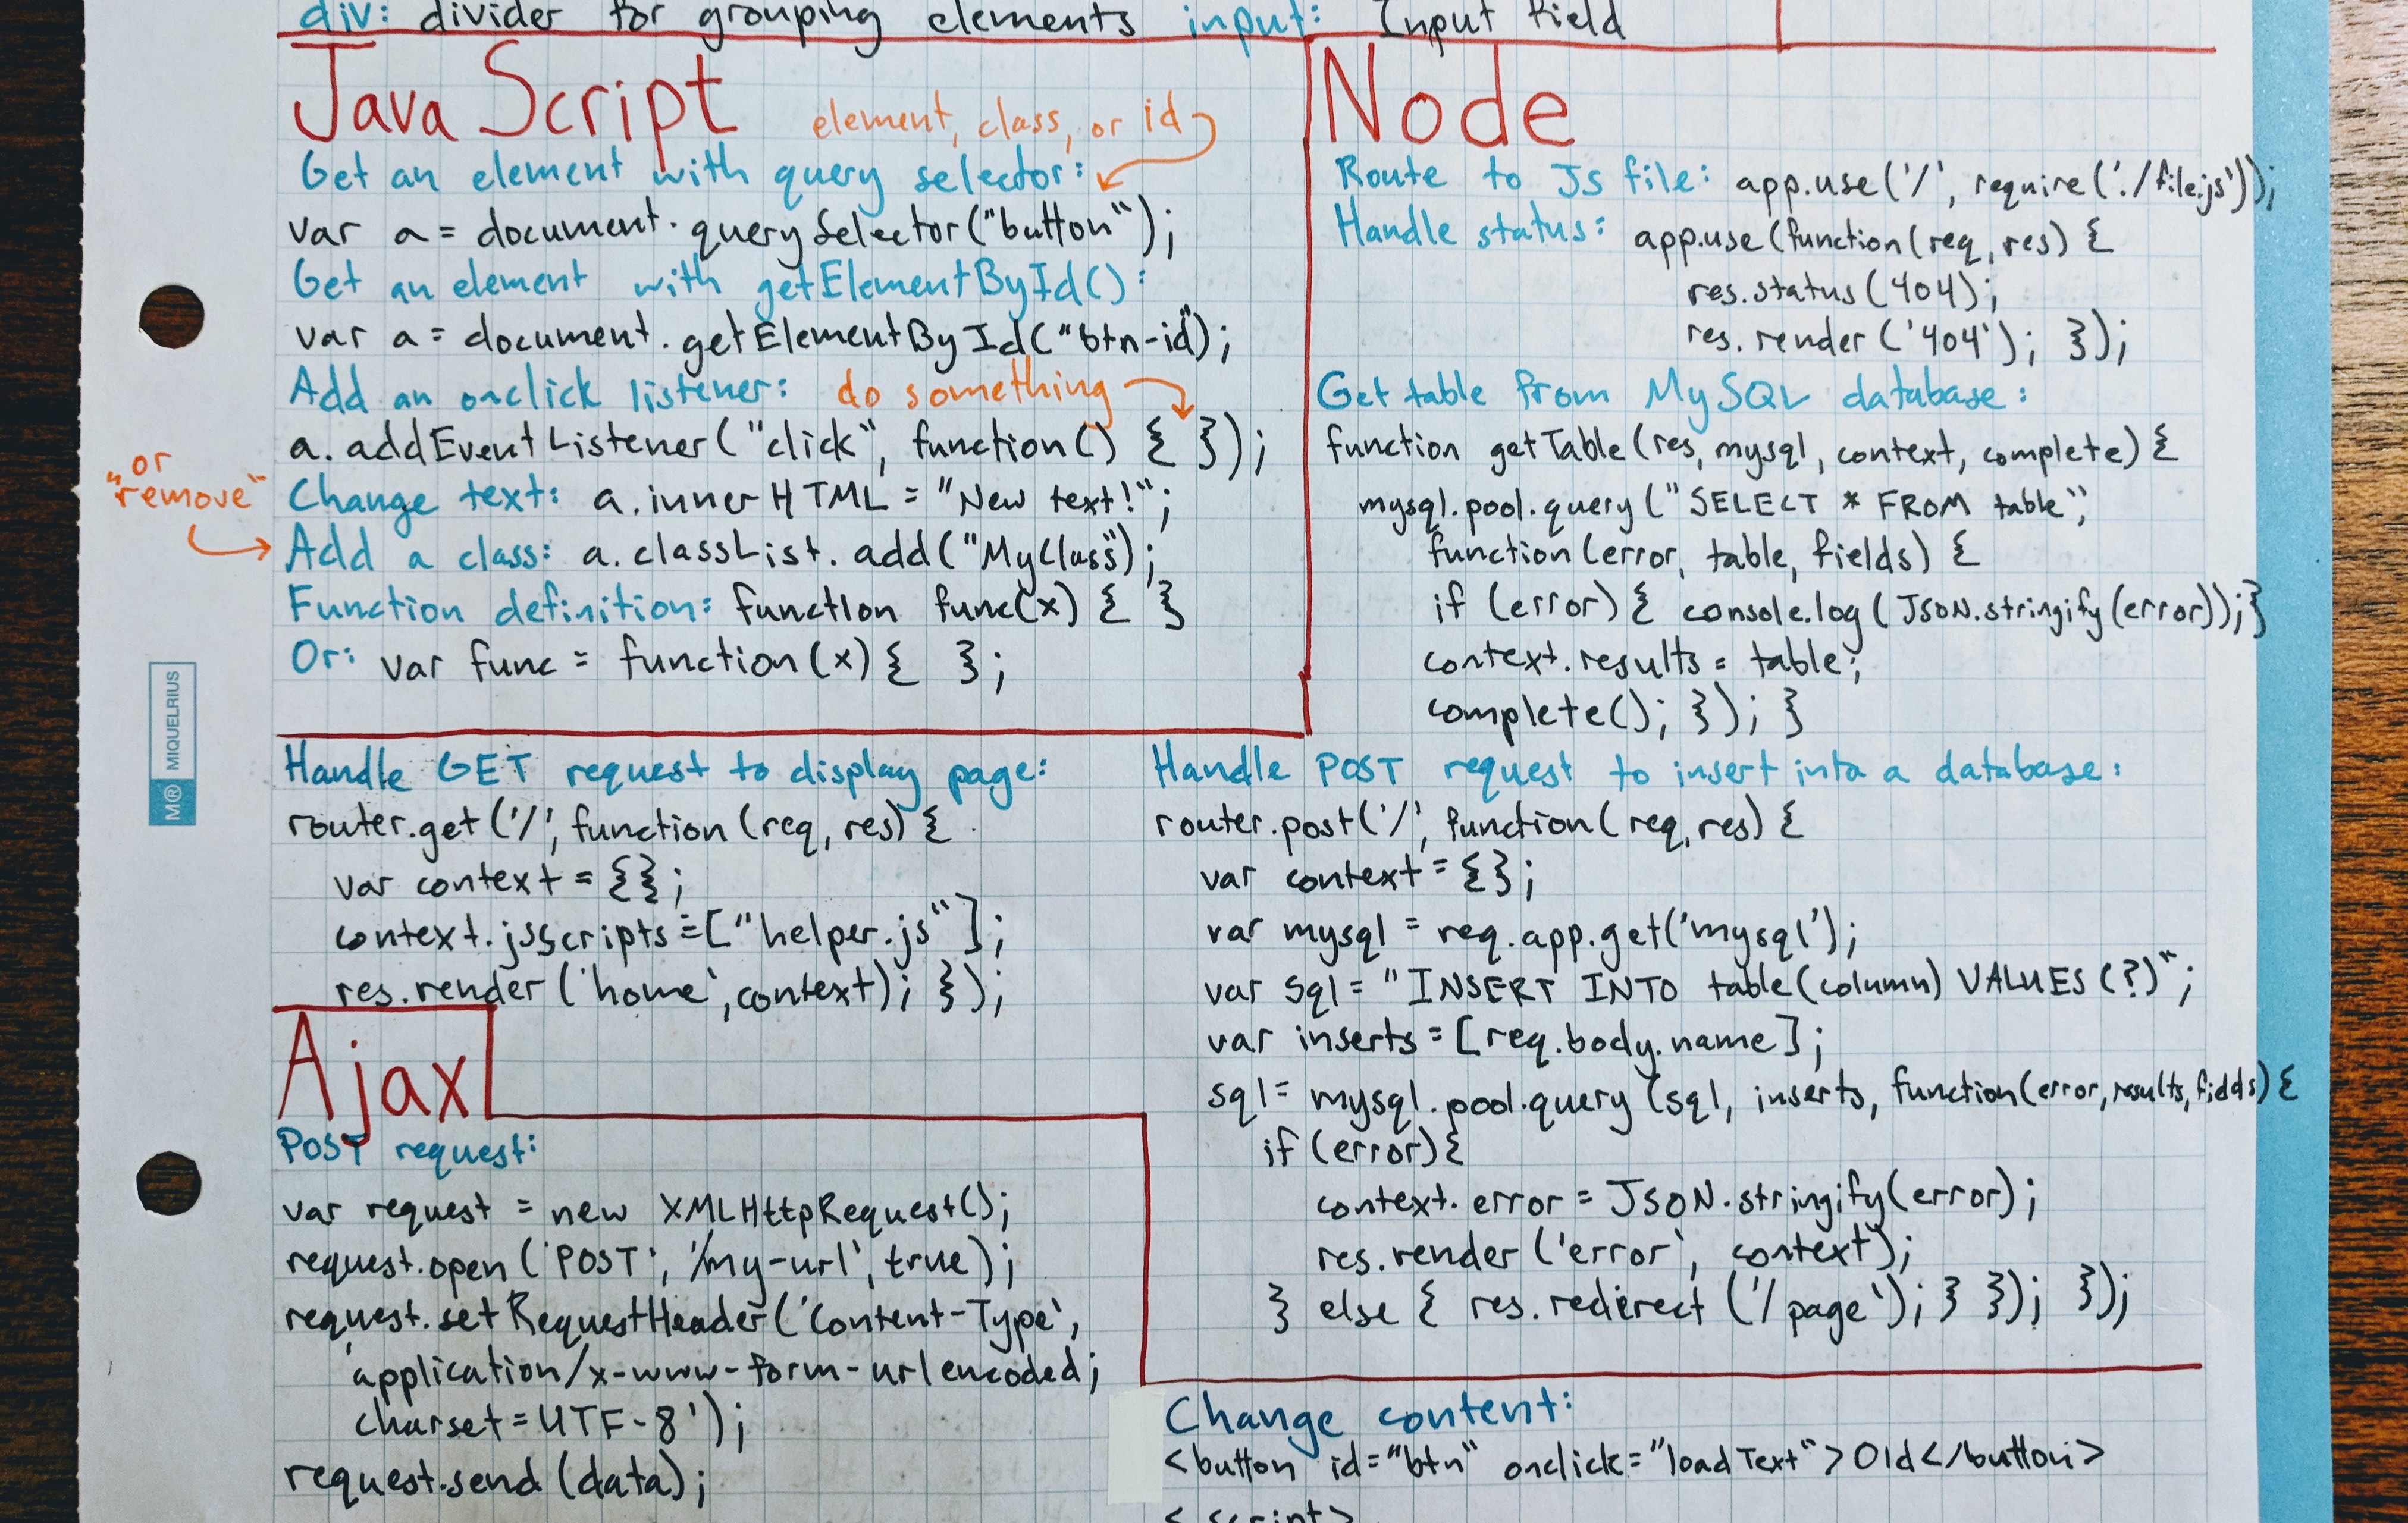 div: divider for grouping elements input: Input field
JavaScript
element, class, or id
Get an element with query selector:
var a = document.querySelector("button");
Get an element with getElementById():
var a = document.getElementById("btn-id");
Add an onclick listener: do something
a.addEventListener("click", function() { });
"or
remove"
Change text: a.innerHTML = "New text!";
Add a class: a.classList.add("MyClass");
Function definition: function func(x) { }
Or: var func = function(x) { };
Node
Route to JS file: app.use('/', require('./file.js'));
Handle status: app.use(function(req, res) {
res.status(404);
res.render('404'); });
Get table from MySQL database:
function getTable(res, mysql, context, complete) {
mysql.pool.query("SELECT * FROM table",
function(error, table, fields) {
if (error) { console.log(JSON.stringify(error)); }
context.results = table;
complete(); }); }
MIQUELRIUS
M®
Handle GET request to display page:
router.get('/', function(req, res) {
var context = {};
context.jsscripts = ["helper.js"];
res.render('home', context); });
Handle POST request to insert into a database:
router.post('/', function(req, res) {
var context = {};
var mysql = req.app.get('mysql');
var sql = "INSERT INTO table(column) VALUES (?)";
var inserts = [req.body.name];
sql = mysql.pool.query(sql, inserts, function(error, results, fields) {
if (error) {
context.error = JSON.stringify(error);
res.render('error', context);
} else { res.redirect('/page'); } }); });
Ajax
POST request:
var request = new XMLHttpRequest();
request.open('POST', '/my-url', true);
request.setRequestHeader('Content-Type',
'application/x-www-form-urlencoded;
charset=UTF-8');
request.send(data);
Change content:
<button id="btn" onclick="loadText">Old</button>
<script>